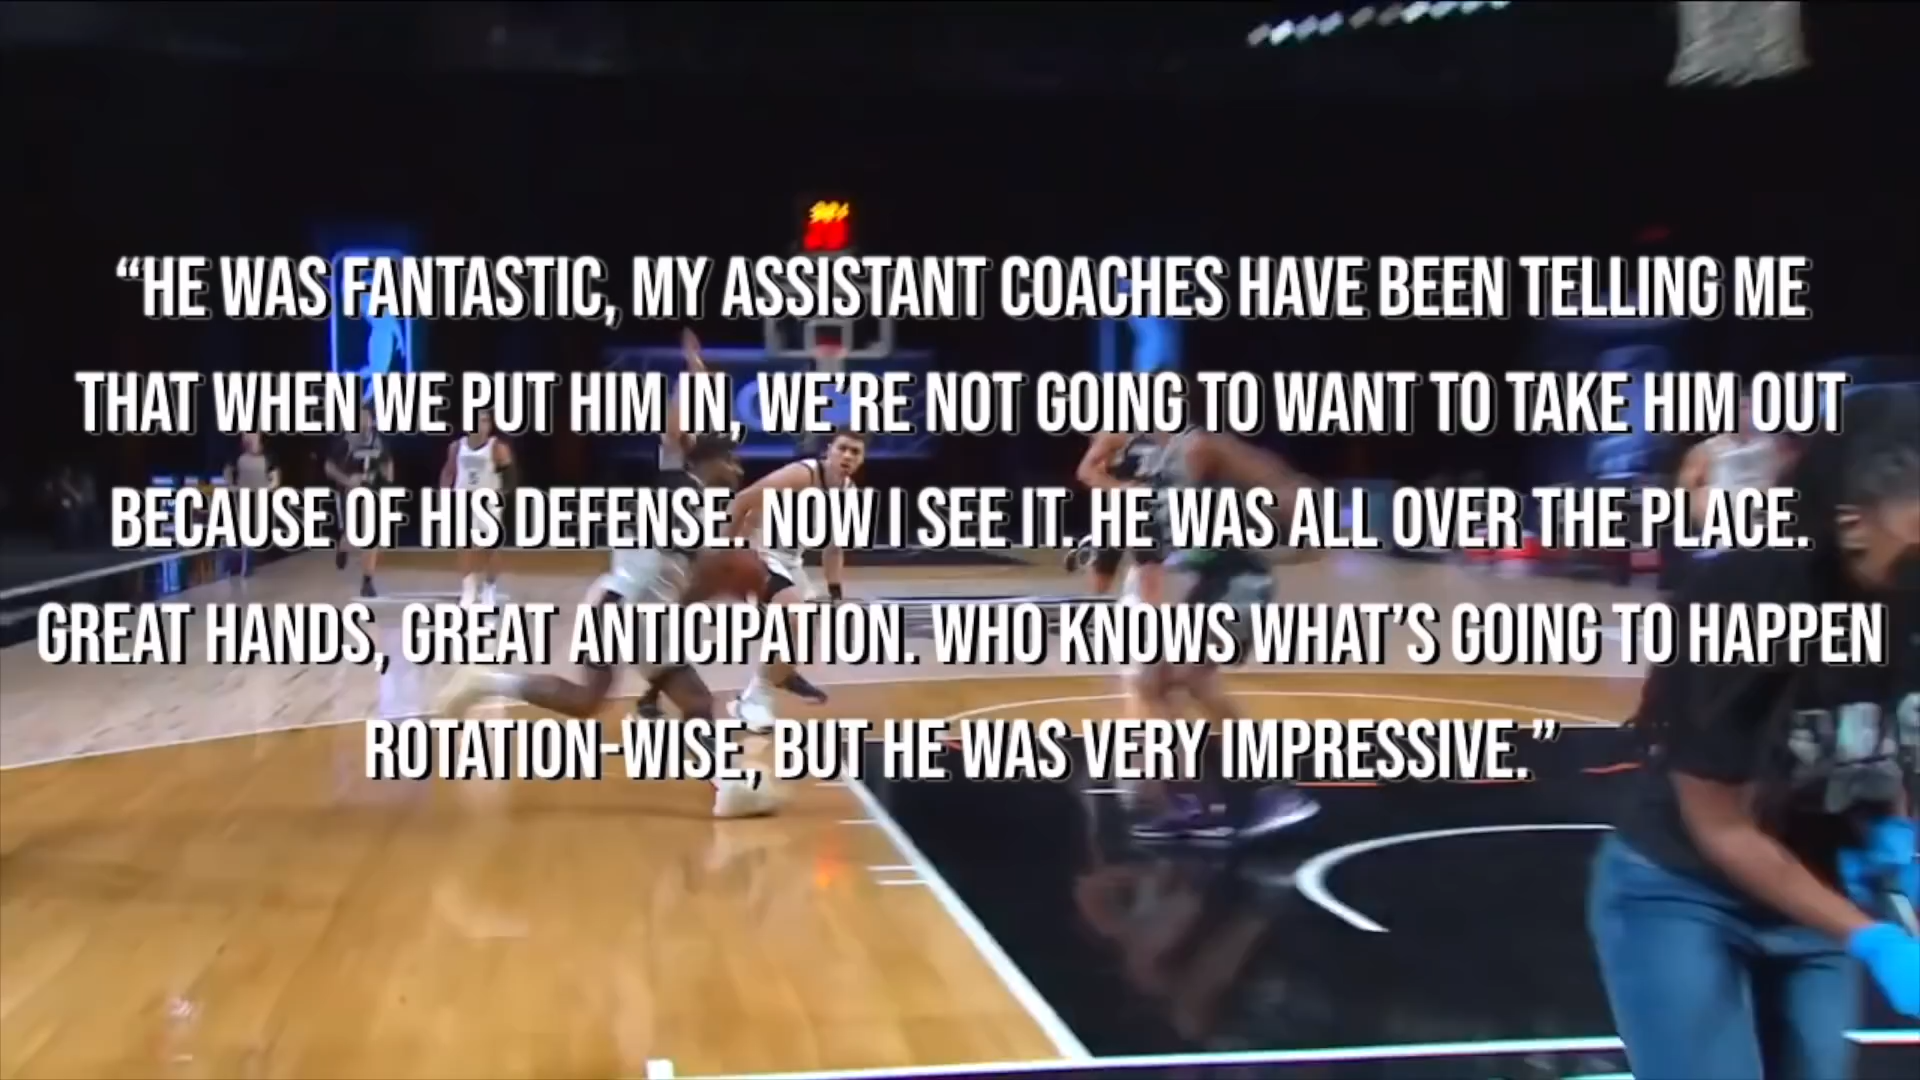 “HE WAS FANTASTIC, MY ASSISTANT COACHES HAVE BEEN TELLING ME
THAT WHEN WE PUT HIM IN, WE’RE NOT GOING TO WANT TO TAKE HIM OUT
BECAUSE OF HIS DEFENSE. NOW I SEE IT. HE WAS ALL OVER THE PLACE.
GREAT HANDS, GREAT ANTICIPATION. WHO KNOWS WHAT’S GOING TO HAPPEN
ROTATION-WISE, BUT HE WAS VERY IMPRESSIVE.”